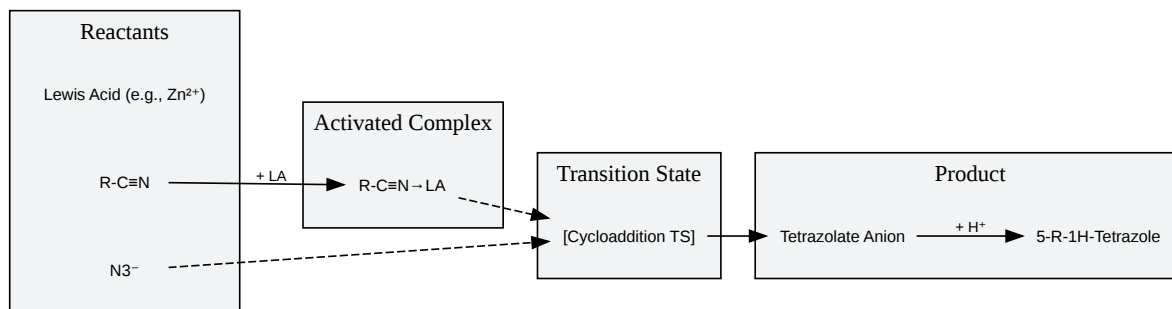 Reactants
Lewis Acid (e.g., Zn²⁺)
R-C≡N
N3⁻
+ LA
Activated Complex
R-C≡N→LA
Transition State
[Cycloaddition TS]
Product
Tetrazolate Anion
+ H⁺
5-R-1H-Tetrazole